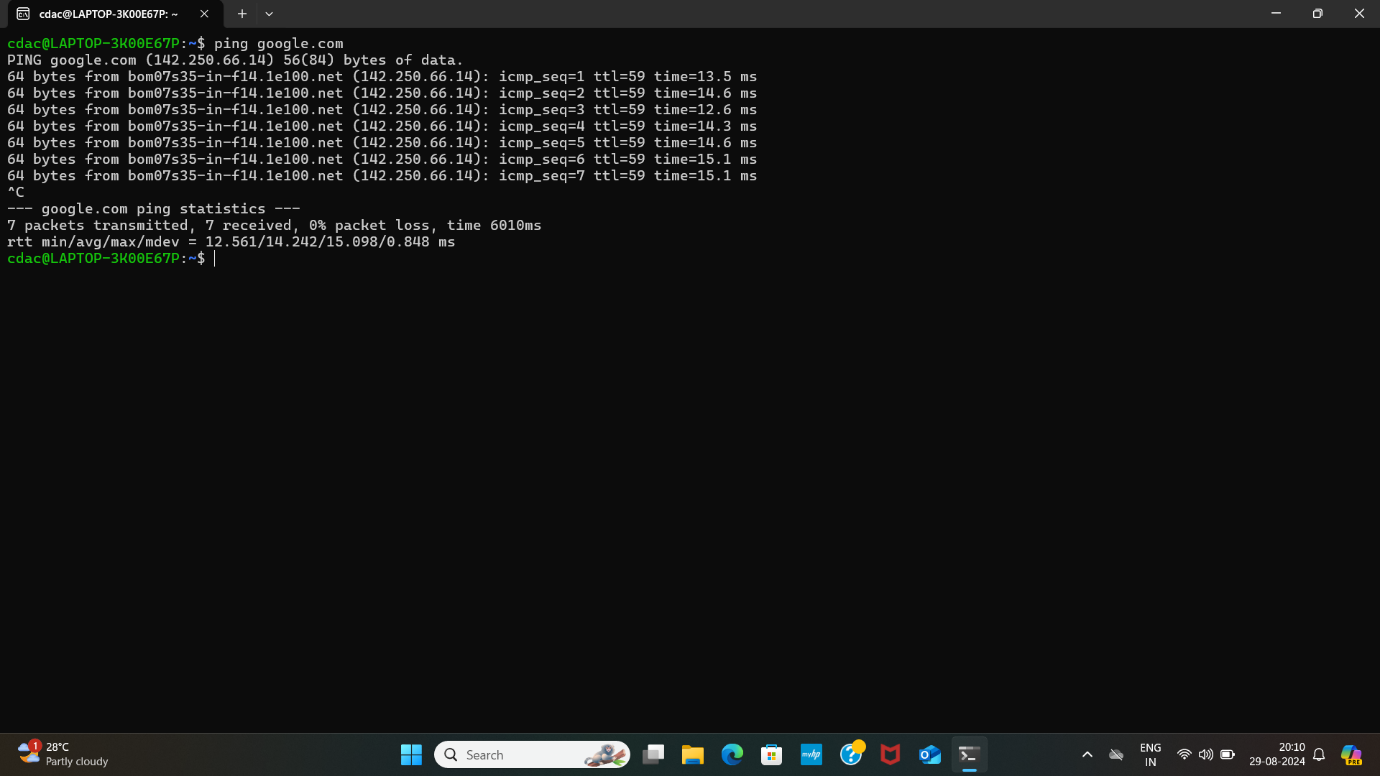 cdac@LAPTOP-3K00E67P: ~
cdac@LAPTOP-3K00E67P:~$ ping google.com
PING google.com (142.250.66.14) 56(84) bytes of data.
64 bytes from bom07s35-in-f14.1e100.net (142.250.66.14): icmp_seq=1 ttl=59 time=13.5 ms
64 bytes from bom07s35-in-f14.1e100.net (142.250.66.14): icmp_seq=2 ttl=59 time=14.6 ms
64 bytes from bom07s35-in-f14.1e100.net (142.250.66.14): icmp_seq=3 ttl=59 time=12.6 ms
64 bytes from bom07s35-in-f14.1e100.net (142.250.66.14): icmp_seq=4 ttl=59 time=14.3 ms
64 bytes from bom07s35-in-f14.1e100.net (142.250.66.14): icmp_seq=5 ttl=59 time=14.6 ms
64 bytes from bom07s35-in-f14.1e100.net (142.250.66.14): icmp_seq=6 ttl=59 time=15.1 ms
64 bytes from bom07s35-in-f14.1e100.net (142.250.66.14): icmp_seq=7 ttl=59 time=15.1 ms
^C
--- google.com ping statistics ---
7 packets transmitted, 7 received, 0% packet loss, time 6010ms
rtt min/avg/max/mdev = 12.561/14.242/15.098/0.848 ms
cdac@LAPTOP-3K00E67P:~$
1
28°C
Partly cloudy
Search
myhp
ENG
IN
20:10
29-08-2024
PRE